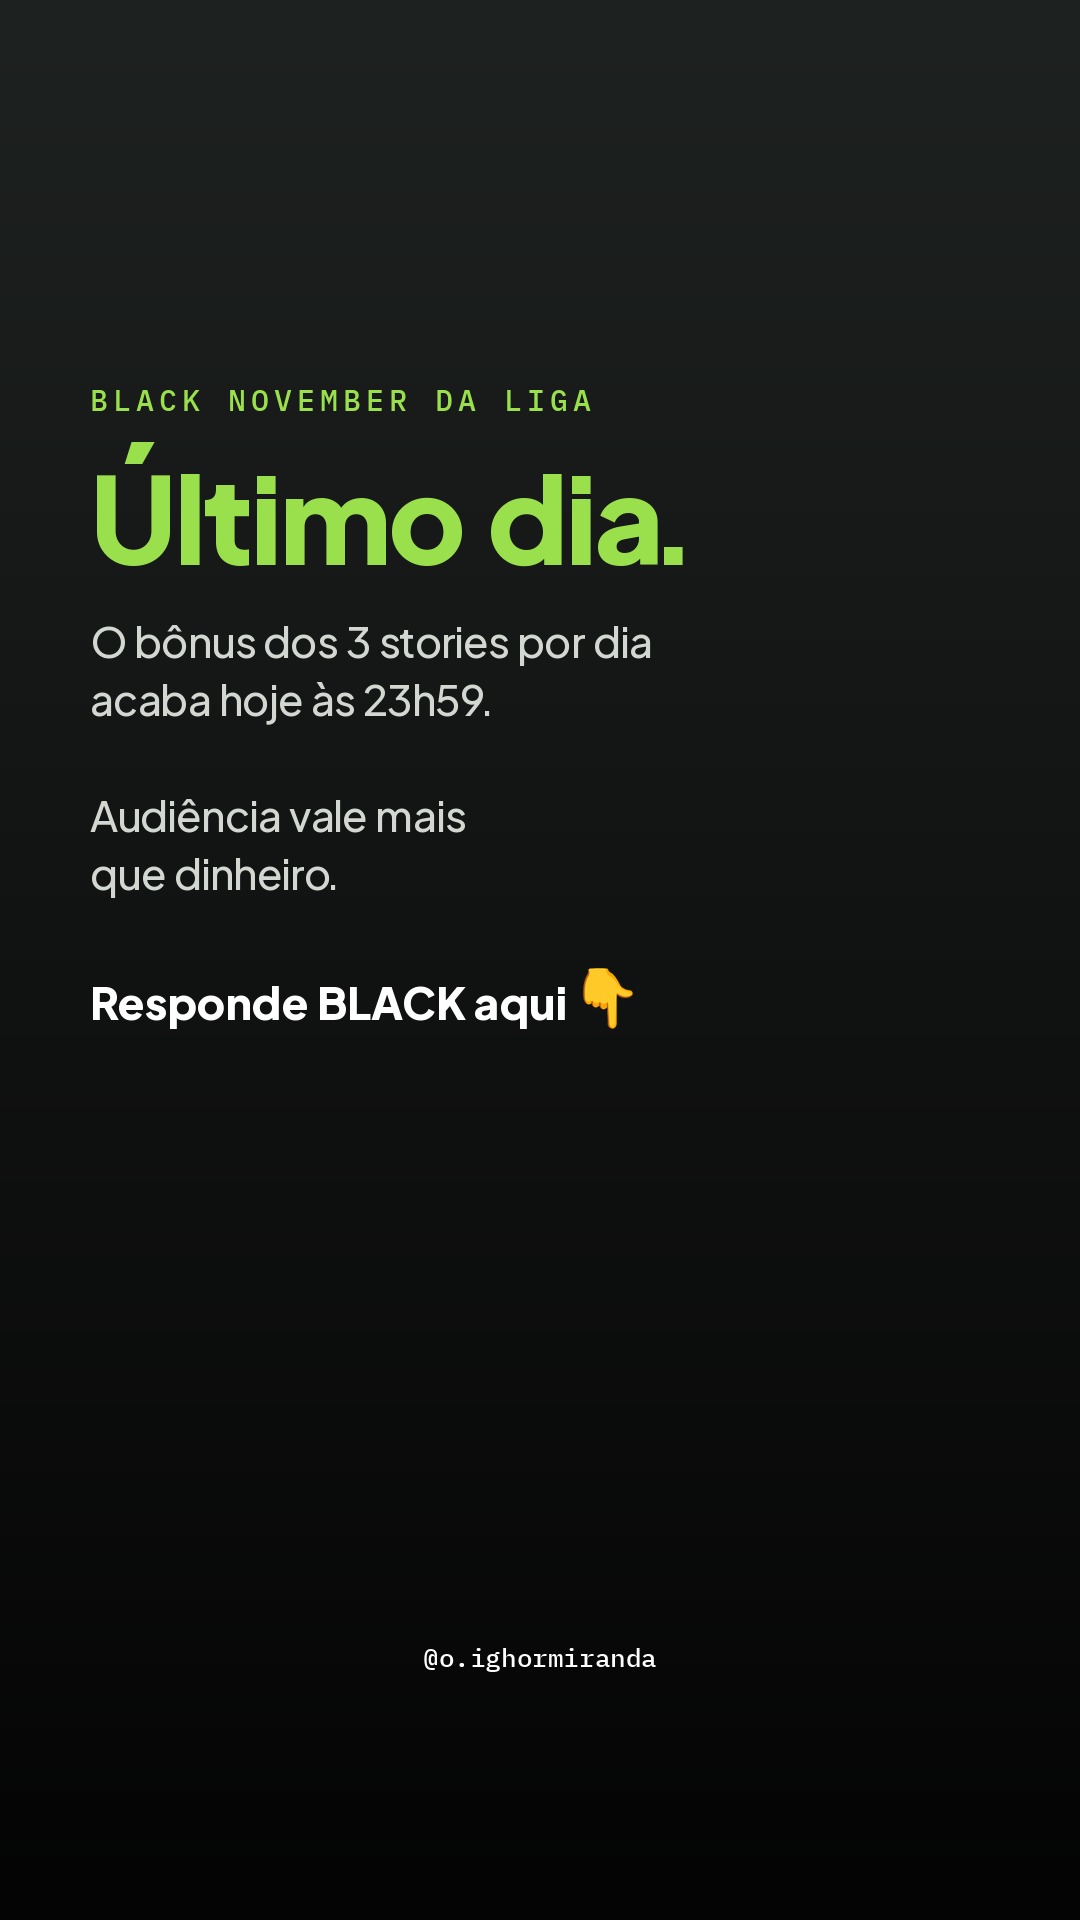 BLACK NOVEMBER DA LIGA
Último dia.
O bônus dos 3 stories por dia
acaba hoje às 23h59.
Audiência vale mais
que dinheiro.
Responde BLACK aqui 👇
@o.ighormiranda